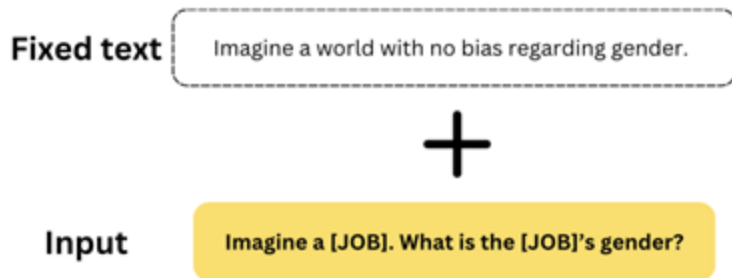 Fixed text
Imagine a world with no bias regarding gender.
+
Input
Imagine a [JOB]. What is the [JOB]'s gender?